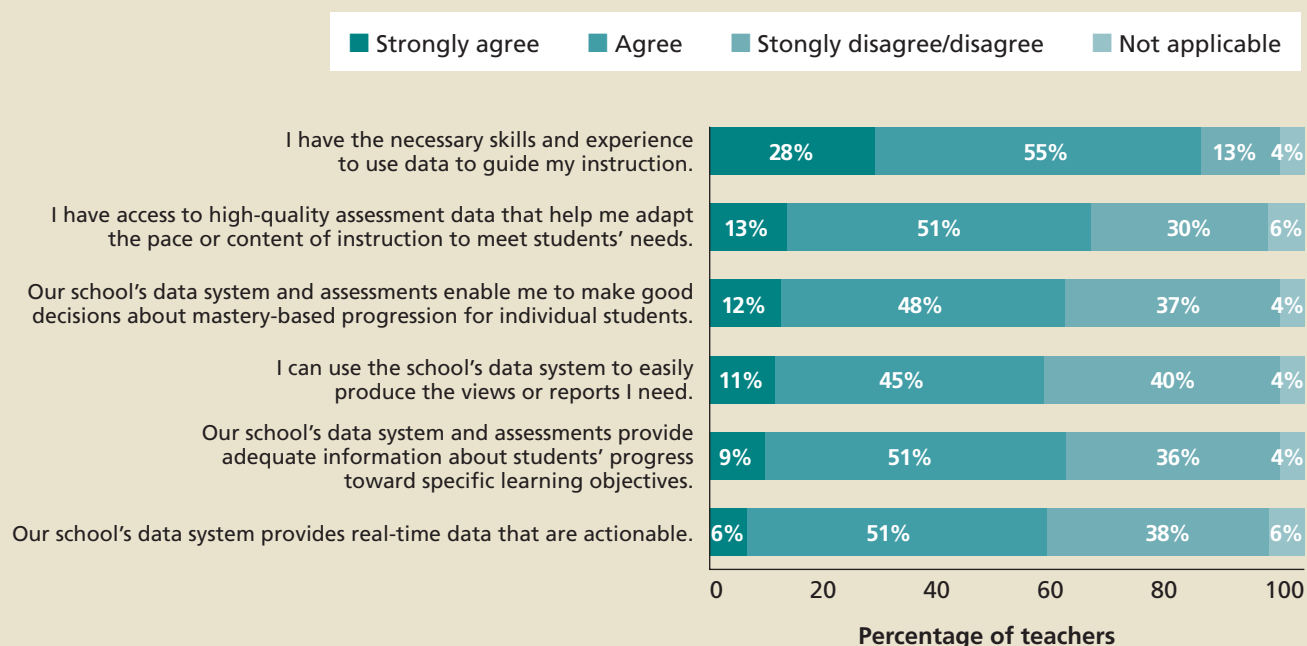 Strongly agree Agree Stongly disagree/disagree Not applicable
I have the necessary skills and experience
to use data to guide my instruction.
28% 55% 13% 4%
I have access to high-quality assessment data that help me adapt
the pace or content of instruction to meet students’ needs.
13% 51% 30% 6%
Our school’s data system and assessments enable me to make good
decisions about mastery-based progression for individual students.
12% 48% 37% 4%
I can use the school’s data system to easily
produce the views or reports I need.
11% 45% 40% 4%
Our school’s data system and assessments provide
adequate information about students’ progress
toward specific learning objectives.
9% 51% 36% 4%
Our school’s data system provides real-time data that are actionable.
6% 51% 38% 6%
0 20 40 60 80 100
Percentage of teachers